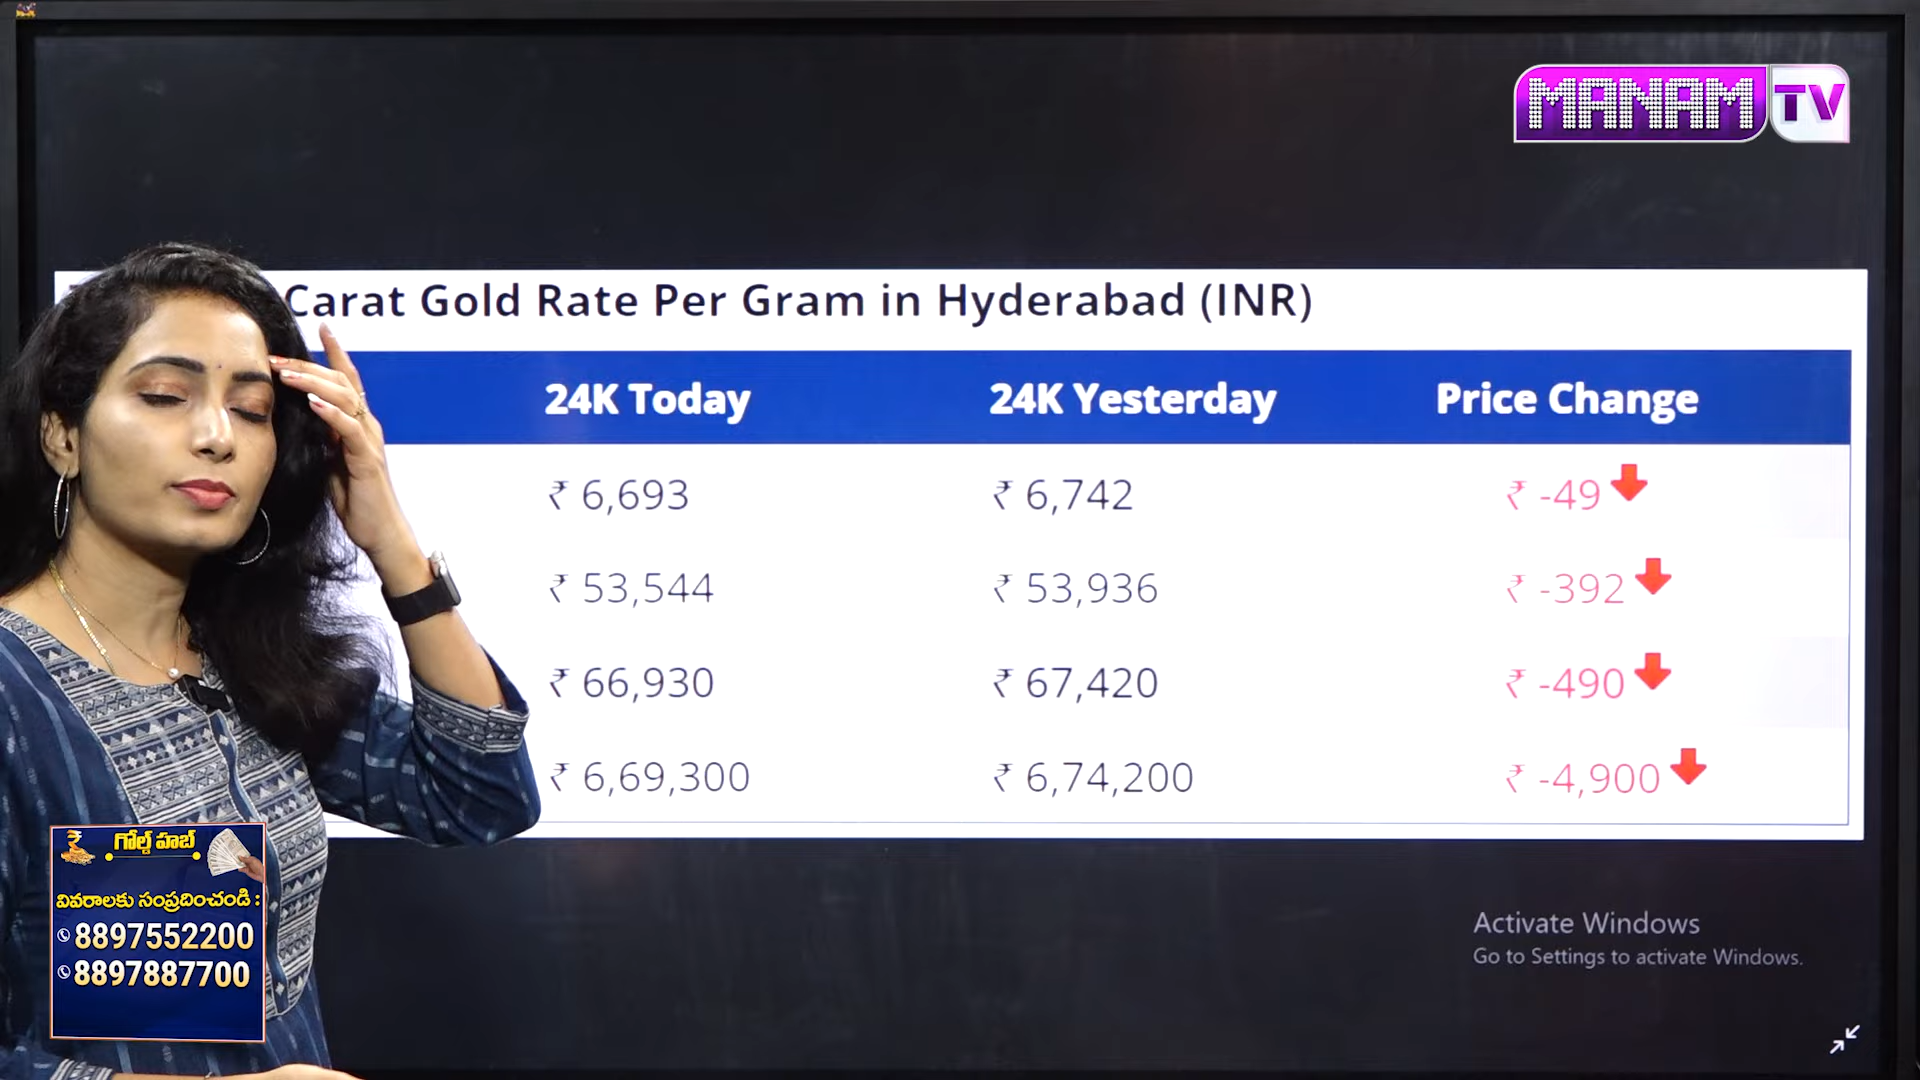 MANAM TV
Carat Gold Rate Per Gram in Hyderabad (INR)
24K Today 24K Yesterday Price Change
₹ 6,693 ₹ 6,742 ₹ -49
₹ 53,544 ₹ 53,936 ₹ -392
₹ 66,930 ₹ 67,420 ₹ -490
₹ 6,69,300 ₹ 6,74,200 ₹ -4,900
గోల్డ్ హబ్
వివరాలకు సంప్రదించండి :
8897552200
8897887700
Activate Windows
Go to Settings to activate Windows.